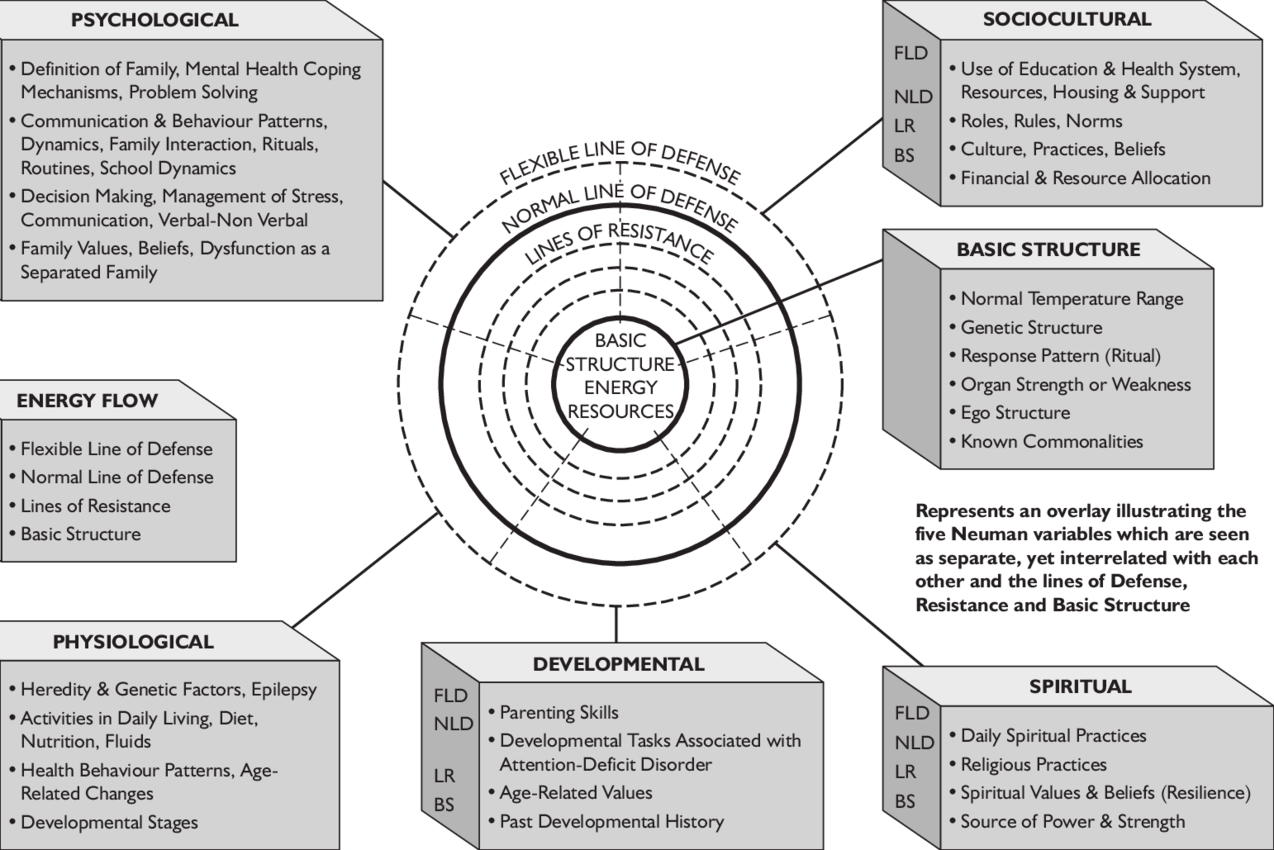 PSYCHOLOGICAL
• Definition of Family, Mental Health Coping
Mechanisms, Problem Solving
• Communication & Behaviour Patterns,
Dynamics, Family Interaction, Rituals,
Routines, School Dynamics
• Decision Making, Management of Stress,
Communication, Verbal-Non Verbal
• Family Values, Beliefs, Dysfunction as a
Separated Family
SOCIOCULTURAL
FLD
NLD
LR
BS
• Use of Education & Health System,
Resources, Housing & Support
• Roles, Rules, Norms
• Culture, Practices, Beliefs
• Financial & Resource Allocation
FLEXIBLE LINE OF DEFENSE
NORMAL LINE OF DEFENSE
LINES OF RESISTANCE
BASIC
STRUCTURE
ENERGY
RESOURCES
BASIC STRUCTURE
• Normal Temperature Range
• Genetic Structure
• Response Pattern (Ritual)
• Organ Strength or Weakness
• Ego Structure
• Known Commonalities
ENERGY FLOW
• Flexible Line of Defense
• Normal Line of Defense
• Lines of Resistance
• Basic Structure
Represents an overlay illustrating the
five Neuman variables which are seen
as separate, yet interrelated with each
other and the lines of Defense,
Resistance and Basic Structure
PHYSIOLOGICAL
• Heredity & Genetic Factors, Epilepsy
• Activities in Daily Living, Diet,
Nutrition, Fluids
• Health Behaviour Patterns, Age-
Related Changes
• Developmental Stages
DEVELOPMENTAL
FLD
NLD
LR
BS
• Parenting Skills
• Developmental Tasks Associated with
Attention-Deficit Disorder
• Age-Related Values
• Past Developmental History
SPIRITUAL
FLD
NLD
LR
BS
• Daily Spiritual Practices
• Religious Practices
• Spiritual Values & Beliefs (Resilience)
• Source of Power & Strength